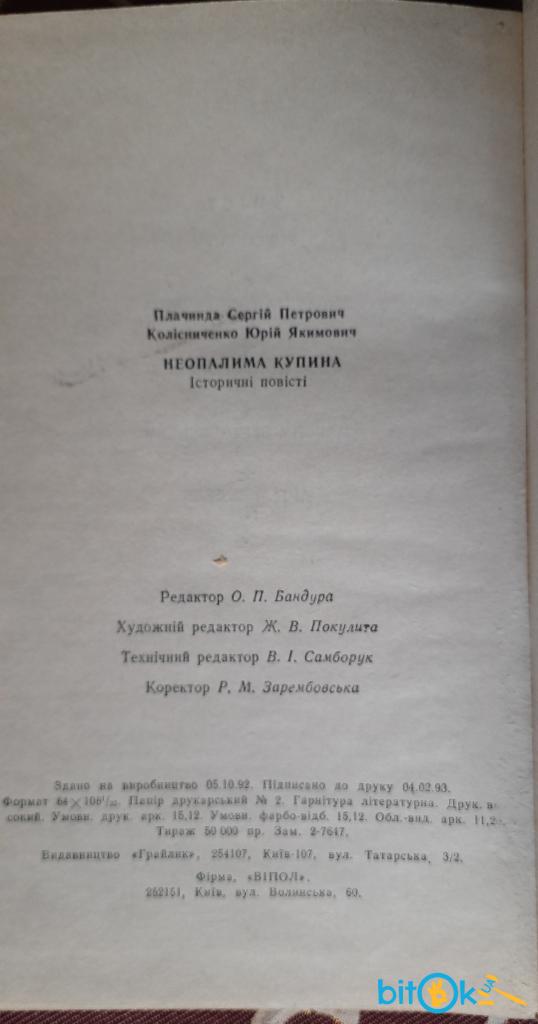 Плачинда Сергій Петрович
Колісниченко Юрій Якимович
НЕОПАЛИМА КУПИНА
Історичні повісті
Редактор О. П. Бандура
Художній редактор Ж. В. Покулита
Технічний редактор В. І. Самборук
Коректор Р. М. Зарембовська
Здано на виробництво 05.10.92. Підписано до друку 04.02.93.
Формат 84×108¹/₃₂. Папір друкарський № 2. Гарнітура літературна. Друк. ви-
сокий. Умовн. друк. арк. 15,12. Умовн. фарбо-відб. 15,12. Обл.-вид. арк.
Тираж 50 000 пр. Зам. 2-7647.
Видавництво «Грайлик», 254107, Київ-107, вул. Татарська, 3/2.
Фірма, «ВІПОЛ».
252151, Київ, вул. Волинська, 60.
bitok